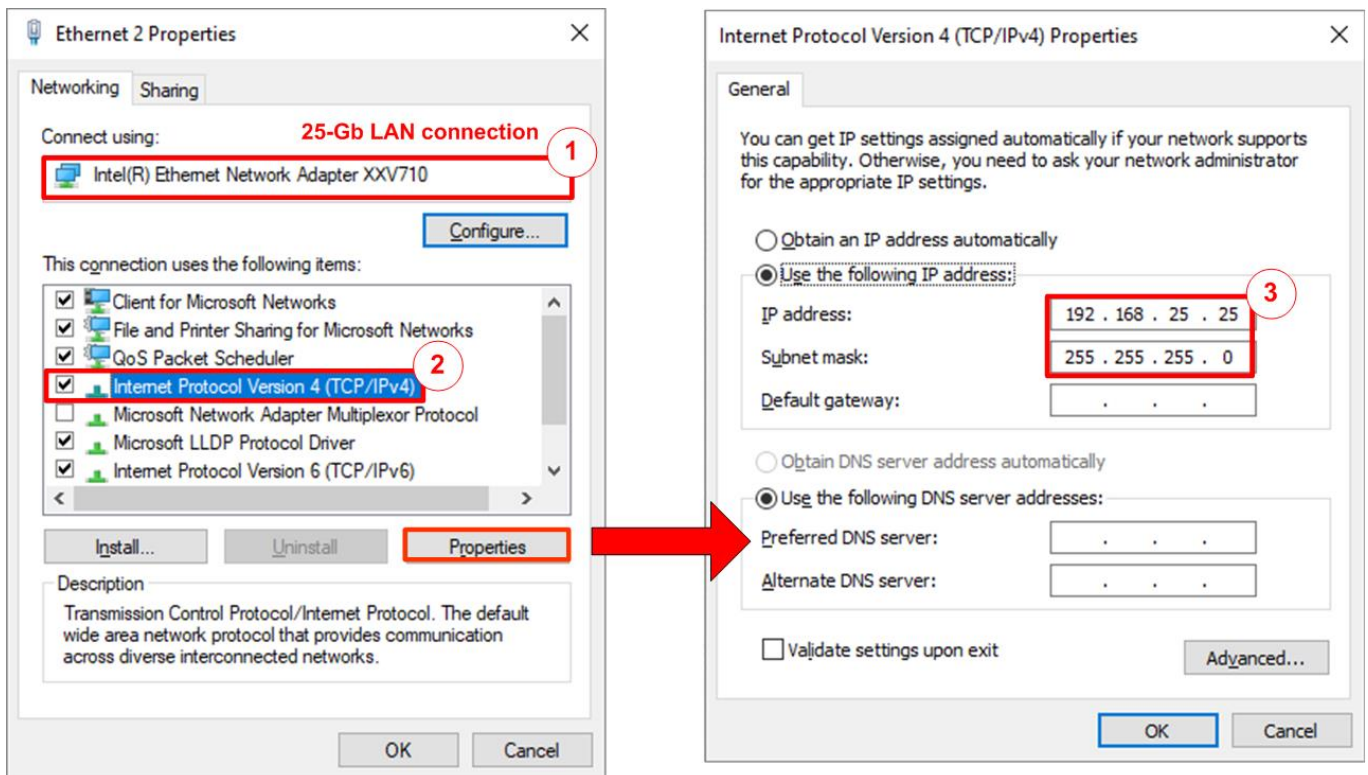 Ethernet 2 Properties
Networking
Sharing
Connect using:
25-Gb LAN connection
1
Intel(R) Ethernet Network Adapter XXV710
Configure...
This connection uses the following items:
Client for Microsoft Networks
File and Printer Sharing for Microsoft Networks
QoS Packet Scheduler
2
Internet Protocol Version 4 (TCP/IPv4)
Microsoft Network Adapter Multiplexor Protocol
Microsoft LLDP Protocol Driver
Internet Protocol Version 6 (TCP/IPv6)
Install...
Uninstall
Properties
Description
Transmission Control Protocol/Internet Protocol. The default
wide area network protocol that provides communication
across diverse interconnected networks.
OK
Cancel
Internet Protocol Version 4 (TCP/IPv4) Properties
General
You can get IP settings assigned automatically if your network supports
this capability. Otherwise, you need to ask your network administrator
for the appropriate IP settings.
Obtain an IP address automatically
Use the following IP address:
3
IP address:
192 . 168 . 25 . 25
Subnet mask:
255 . 255 . 255 . 0
Default gateway:
. . .
Obtain DNS server address automatically
Use the following DNS server addresses:
Preferred DNS server:
. . .
Alternate DNS server:
. . .
Validate settings upon exit
Advanced...
OK
Cancel